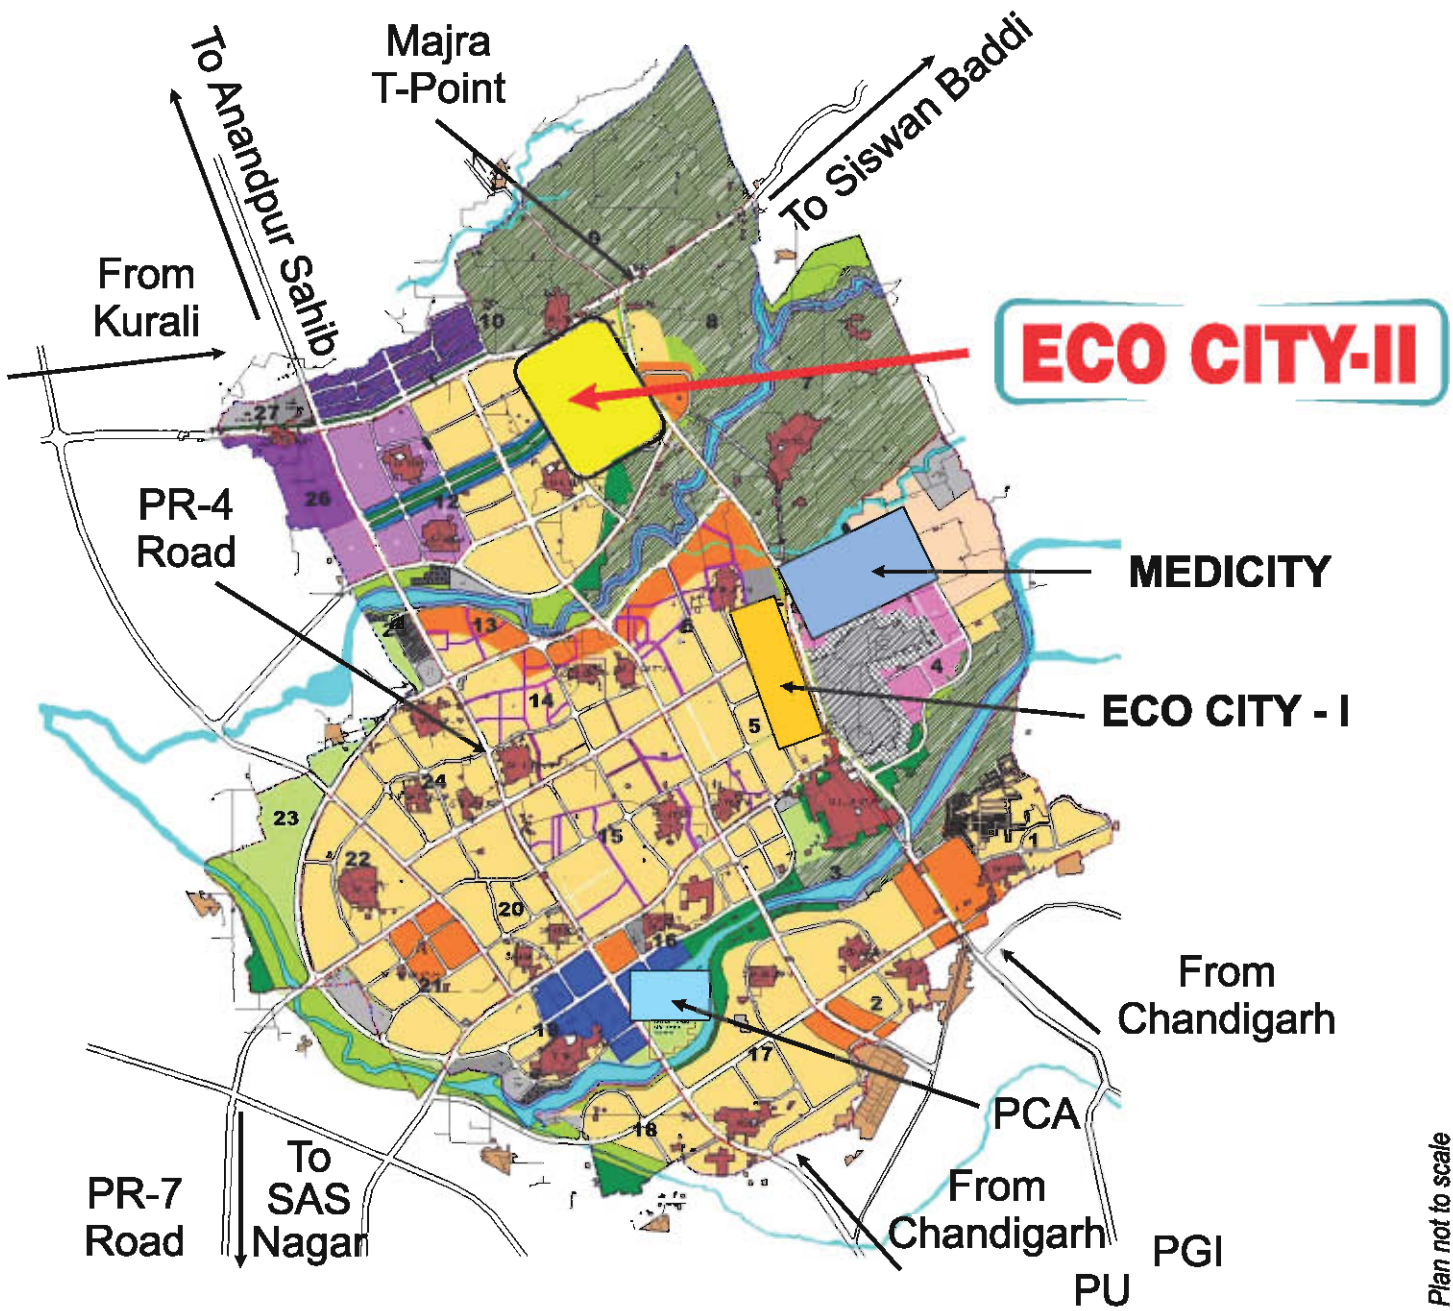 To Anandpur Sahib
Majra
T-Point
To Siswan Baddi
From
Kurali
ECO CITY-II
PR-4
Road
MEDICITY
ECO CITY - I
From
Chandigarh
PCA
From
Chandigarh
PGI
PU
PR-7
Road
To
SAS
Nagar
Plan not to scale
9
10
8
7
27
26
12
13
6
14
4
5
24
23
15
22
1
3
20
16
21
2
19
17
18